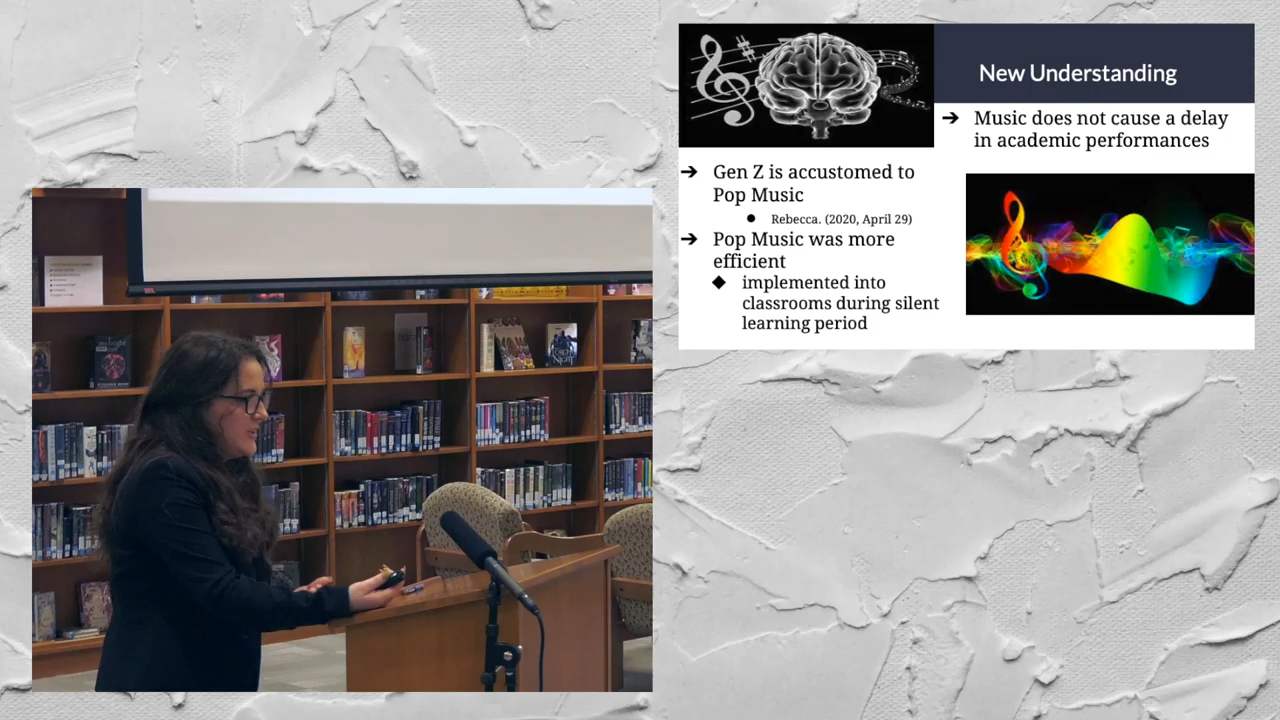 New Understanding
➔ Music does not cause a delay
in academic performances
➔ Gen Z is accustomed to
Pop Music
● Rebecca. (2020, April 29)
➔ Pop Music was more
efficient
◆ implemented into
classrooms during silent
learning period